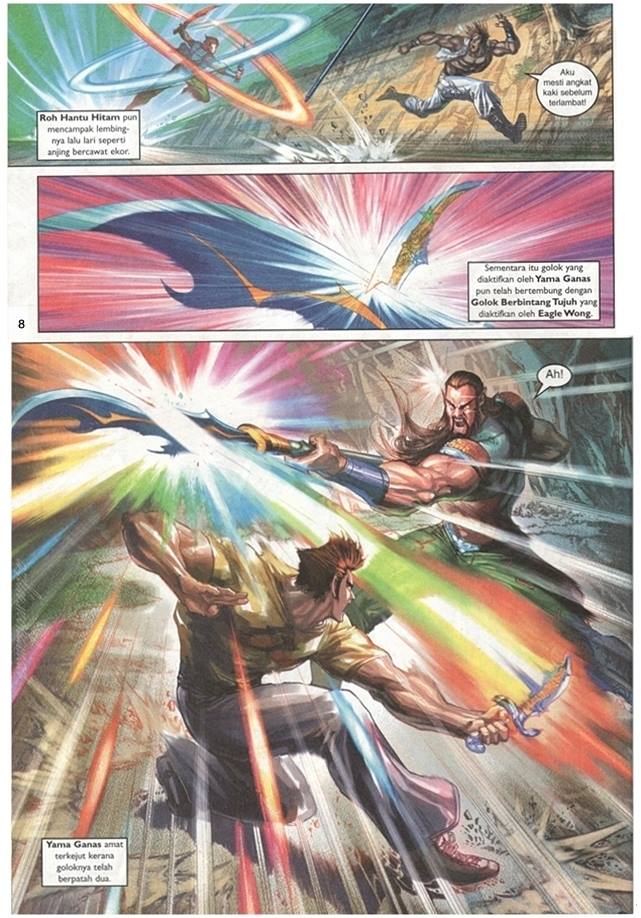 Roh Hantu Hitam pun
mencampak lembing-
nya lalu lari seperti
anjing bercawat ekor.
Aku
mesti angkat
kaki sebelum
terlambat!
Sementara itu golok yang
diaktifkan oleh Yama Ganas
pun telah bertembung dengan
Golok Berbintang Tujuh yang
diaktifkan oleh Eagle Wong.
8
Ah!
Yama Ganas amat
terkejut kerana
goloknya telah
berpatah dua.